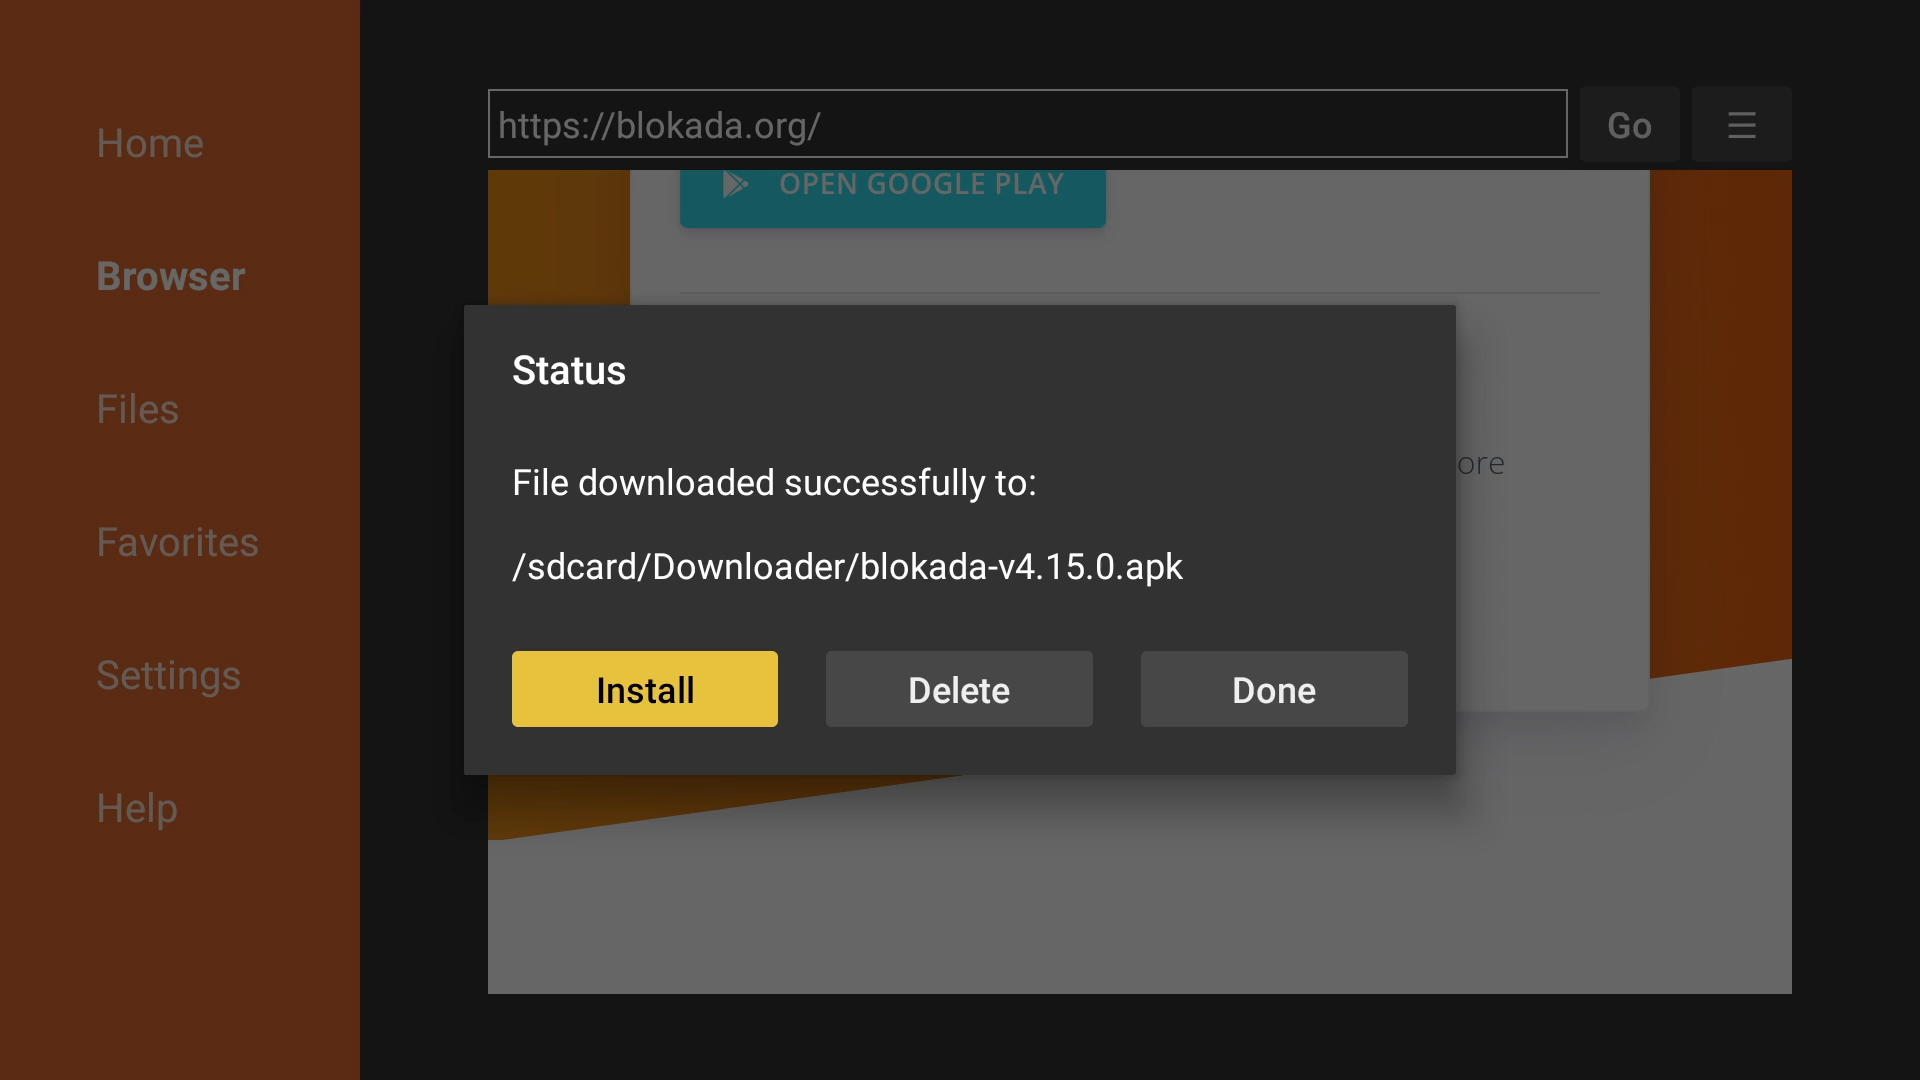 Home
Browser
Files
Favorites
Settings
Help
https://blokada.org/
Go
OPEN GOOGLE PLAY
ore
Status
File downloaded successfully to:
/sdcard/Downloader/blokada-v4.15.0.apk
Install
Delete
Done